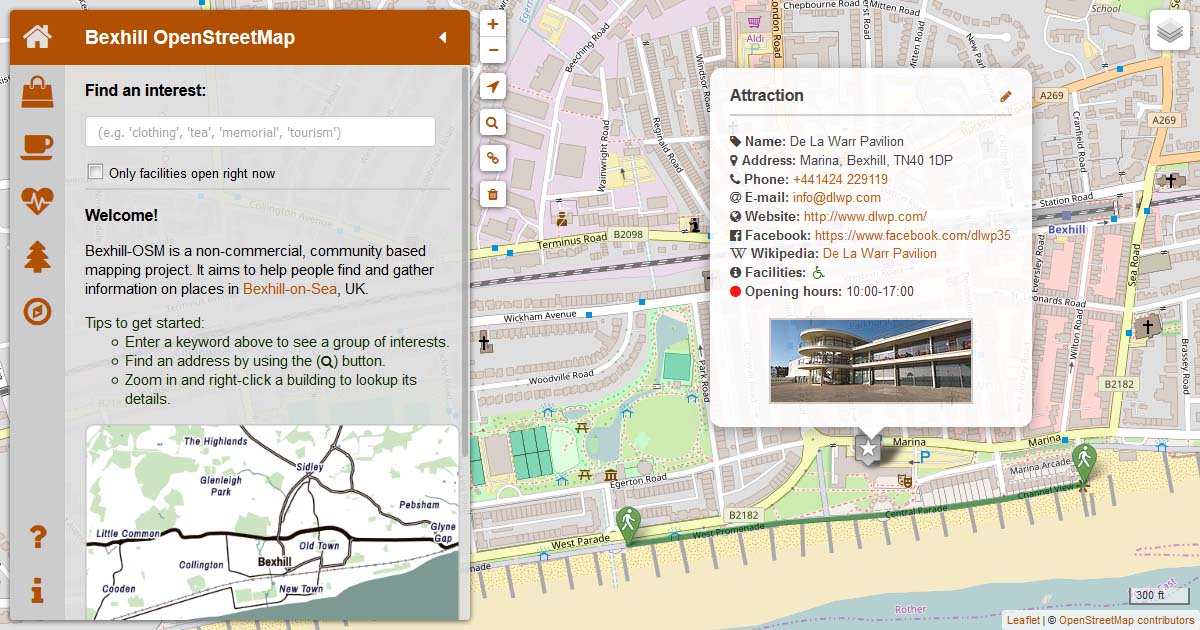 Bexhill OpenStreetMap
Find an interest:
(e.g. 'clothing', 'tea', 'memorial', 'tourism')
Only facilities open right now
Welcome!
Bexhill-OSM is a non-commercial, community based
mapping project. It aims to help people find and gather
information on places in Bexhill-on-Sea, UK.
Tips to get started:
Enter a keyword above to see a group of interests.
Find an address by using the ( ) button.
Zoom in and right-click a building to lookup its
details.
The Highlands
Sidley
Glenleigh
Park
Pebsham
Little Common
Glyne
Gap
Old Town
Collington
Bexhill
Cooden
New Town
?
i
+
−
Attraction
Name: De La Warr Pavilion
Address: Marina, Bexhill, TN40 1DP
Phone: +441424 229119
E-mail: info@dlwp.com
Website: http://www.dlwp.com/
Facebook: https://www.facebook.com/dlwp35
Wikipedia: De La Warr Pavilion
Facilities:
Opening hours: 10:00-17:00
Chepbourne Road
Mitten Road
School
London Road
Aldi
P
Beeching Road
Windsor Road
Mitten Road
New Park
A269
A269
Reginald Road
Wainwright Road
Cranfield Road
Station Road
Bexhill
Terminus Road
B2098
Sea Road
Eversley Road
St Leonards Road
Wickham Avenue
Wilton Road
Brassey Road
Woodville Road
Park Road
B2182
Marina
Marina
P
Marina Arcade
Egerton Road
Channel View
Central Parade
B2182
West Promenade
West Parade
Rother
East
300 ft
Leaflet | © OpenStreetMap contributors